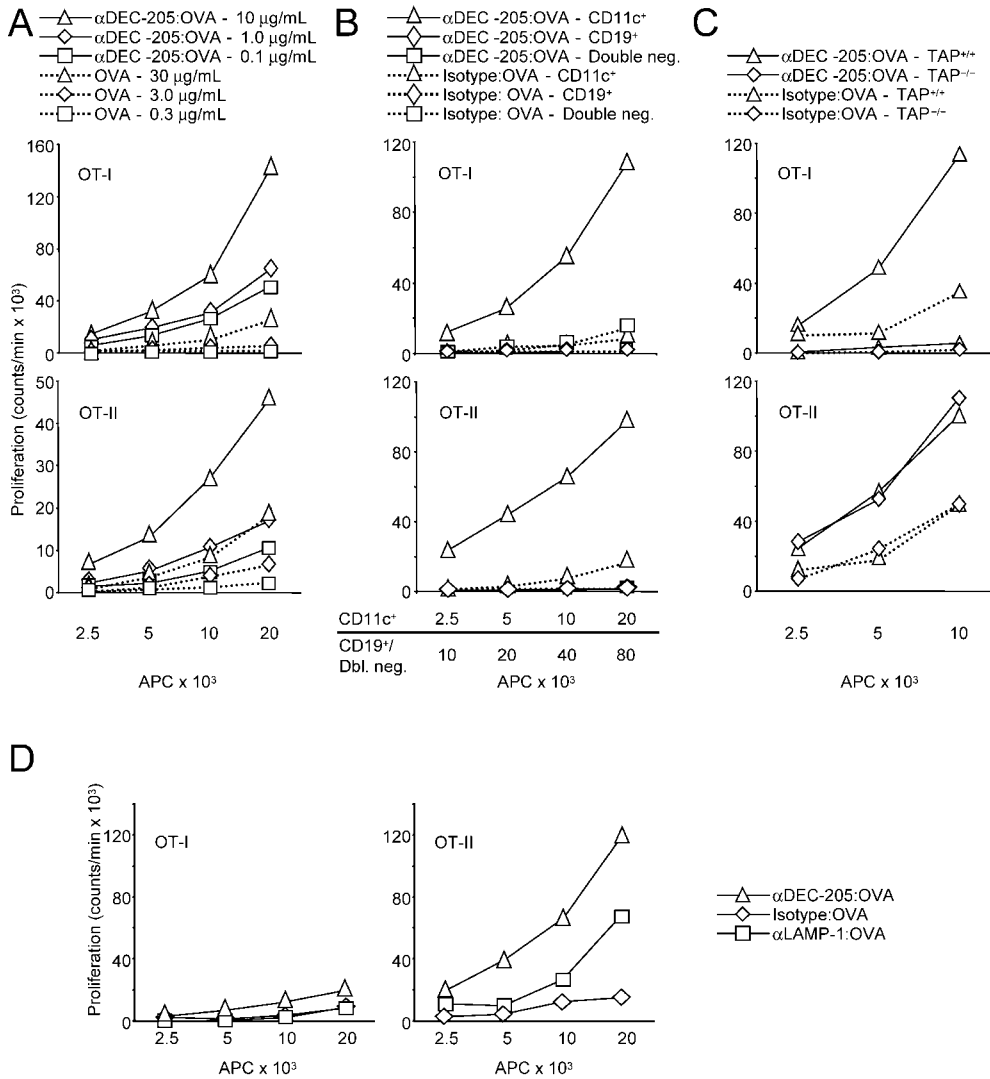 A
αDEC-205:OVA - 10 µg/mL
αDEC -205:OVA - 1.0 µg/mL
αDEC -205:OVA - 0.1 µg/mL
OVA - 30 µg/mL
OVA - 3.0 µg/mL
OVA - 0.3 µg/mL
B
αDEC -205:OVA - CD11c⁺
αDEC -205:OVA - CD19⁺
αDEC -205:OVA - Double neg.
Isotype:OVA - CD11c⁺
Isotype: OVA - CD19⁺
Isotype: OVA - Double neg.
C
αDEC -205:OVA - TAP⁺/⁺
αDEC -205:OVA - TAP⁻/⁻
Isotype:OVA - TAP⁺/⁺
Isotype:OVA - TAP⁻/⁻
Proliferation (counts/min x 10³)
160
120
80
40
0
OT-I
120
80
40
0
OT-I
120
80
40
0
OT-I
50
40
30
20
10
0
OT-II
120
80
40
0
OT-II
120
80
40
0
OT-II
2.5 5 10 20
APC x 10³
CD11c⁺ 2.5 5 10 20
CD19⁺/
Dbl. neg. 10 20 40 80
APC x 10³
2.5 5 10
APC x 10³
D
Proliferation (counts/min x 10³)
120
80
40
0
OT-I
2.5 5 10 20
APC x 10³
120
80
40
0
OT-II
2.5 5 10 20
APC x 10³
αDEC-205:OVA
Isotype:OVA
αLAMP-1:OVA